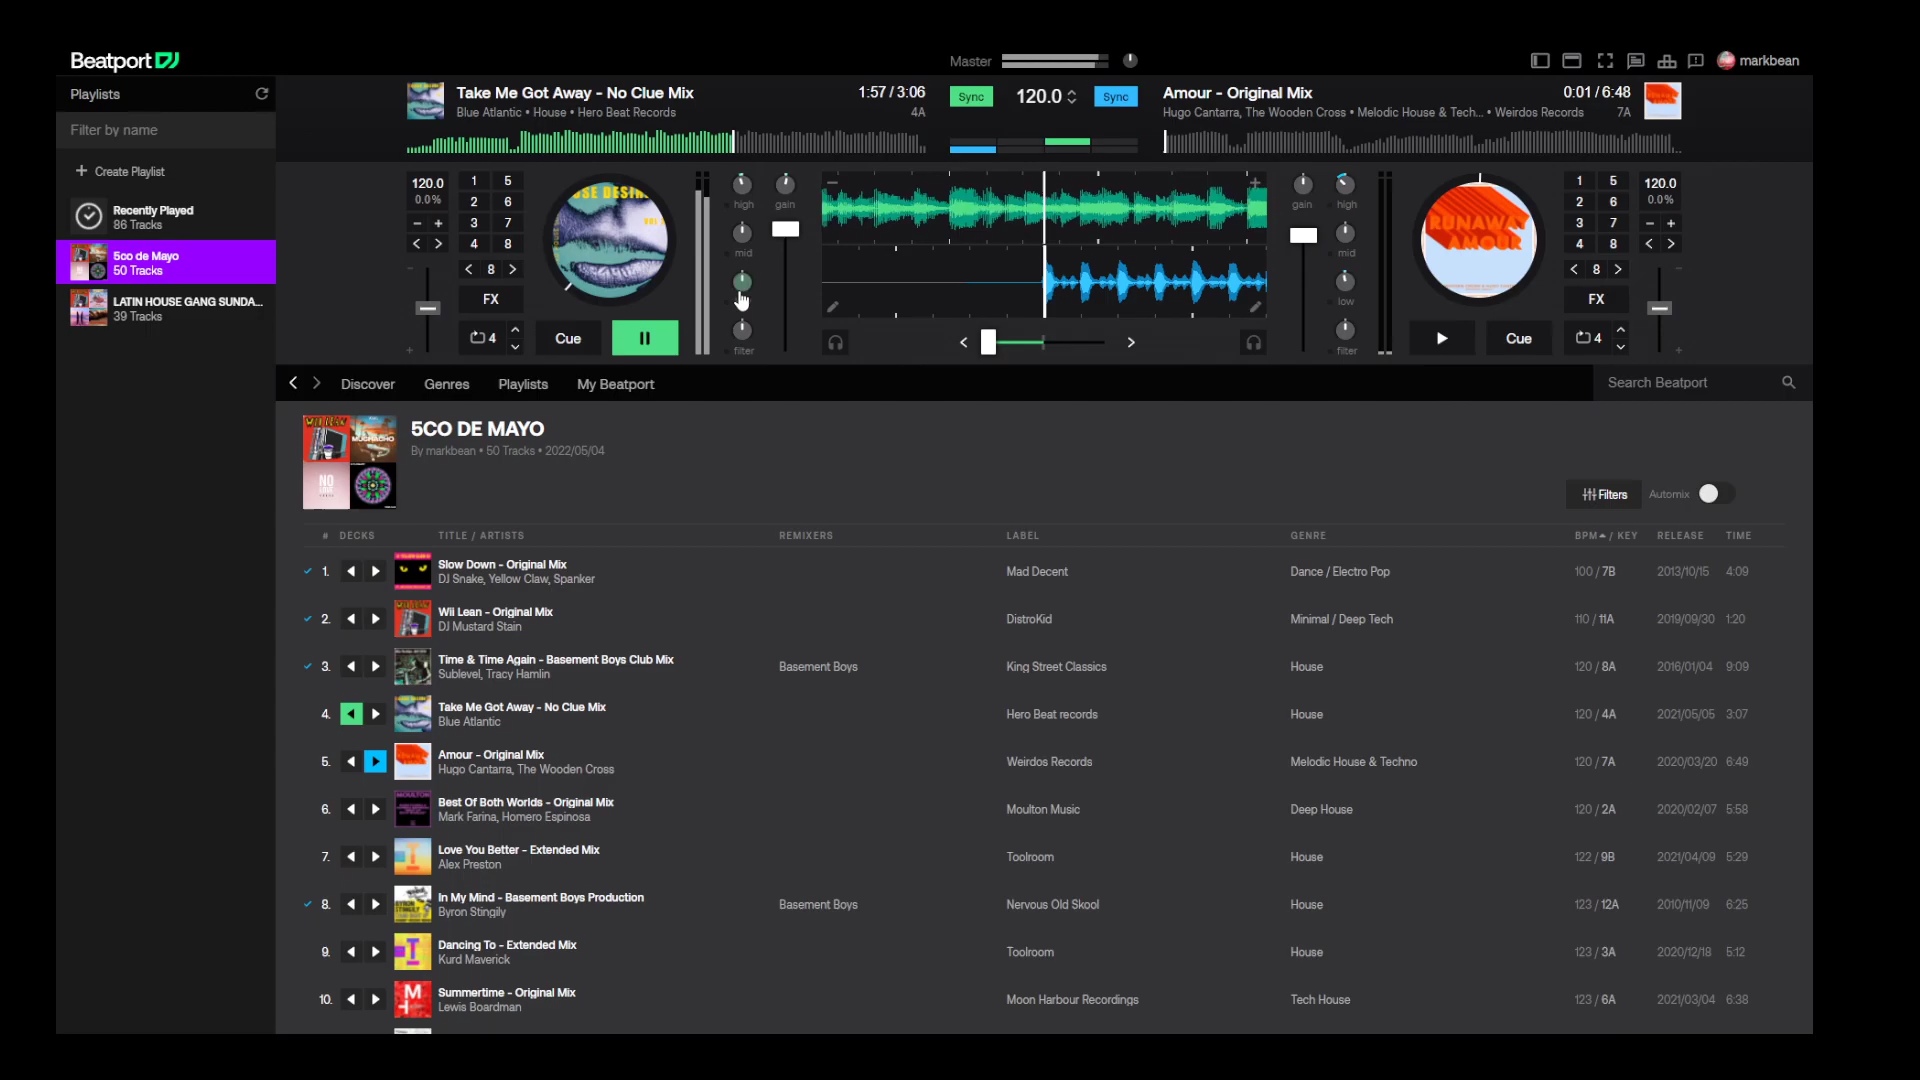 Beatport DJ
Master
markbean
Playlists
Filter by name
Create Playlist
Recently Played
86 Tracks
5co de Mayo
50 Tracks
LATIN HOUSE GANG SUNDA...
39 Tracks
Take Me Got Away - No Clue Mix
1:57 / 3:06
Blue Atlantic • House • Hero Beat Records
4A
Sync
120.0
Sync
Amour - Original Mix
0:01 / 6:48
Hugo Cantarra, The Wooden Cross • Melodic House & Tech... • Weirdos Records
7A
120.0
0.0%
1 5
2 6
3 7
4 8
8
FX
4
Cue
high
mid
filter
gain
gain
high
mid
low
filter
RUNAWAY
AMOUR
1 5
2 6
3 7
4 8
120.0
0.0%
8
FX
Cue
4
Discover
Genres
Playlists
My Beatport
Search Beatport
5CO DE MAYO
By markbean • 50 Tracks • 2022/05/04
Filters
Automix
# DECKS TITLE / ARTISTS REMIXERS LABEL GENRE BPM / KEY RELEASE TIME
1. Slow Down - Original Mix Mad Decent Dance / Electro Pop 100 / 7B 2013/10/15 4:09
DJ Snake, Yellow Claw, Spanker
2. Wii Lean - Original Mix DistroKid Minimal / Deep Tech 110 / 11A 2019/09/30 1:20
DJ Mustard Stain
3. Time & Time Again - Basement Boys Club Mix Basement Boys King Street Classics House 120 / 8A 2016/01/04 9:09
Sublevel, Tracy Hamlin
4. Take Me Got Away - No Clue Mix Hero Beat records House 120 / 4A 2021/05/05 3:07
Blue Atlantic
5. Amour - Original Mix Weirdos Records Melodic House & Techno 120 / 7A 2020/03/20 6:49
Hugo Cantarra, The Wooden Cross
6. Best Of Both Worlds - Original Mix Moulton Music Deep House 120 / 2A 2020/02/07 5:58
Mark Farina, Homero Espinosa
7. Love You Better - Extended Mix Toolroom House 122 / 9B 2021/04/09 5:29
Alex Preston
8. In My Mind - Basement Boys Production Basement Boys Nervous Old Skool House 123 / 12A 2010/11/09 6:25
Byron Stingily
9. Dancing To - Extended Mix Toolroom House 123 / 3A 2020/12/18 5:12
Kurd Maverick
10. Summertime - Original Mix Moon Harbour Recordings Tech House 123 / 6A 2021/03/04 6:38
Lewis Boardman